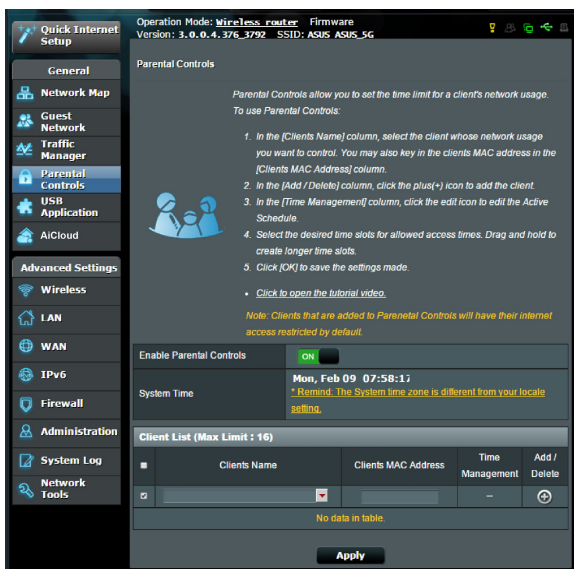 Quick Internet
Setup
Operation Mode: Wireless router Firmware
Version: 3.0.0.4.376_3792 SSID: ASUS ASUS_5G
General
Network Map
Guest
Network
Traffic
Manager
Parental
Controls
USB
Application
AiCloud
Advanced Settings
Wireless
LAN
WAN
IPv6
Firewall
Administration
System Log
Network
Tools
Parental Controls
Parental Controls allow you to set the time limit for a client's network usage.
To use Parental Controls:
1. In the [Clients Name] column, select the client whose network usage
you want to control. You may also key in the clients MAC address in the
[Clients MAC Address] column.
2. In the [Add / Delete] column, click the plus(+) icon to add the client.
3. In the [Time Management] column, click the edit icon to edit the Active
Schedule.
4. Select the desired time slots for allowed access times. Drag and hold to
create longer time slots.
5. Click [OK] to save the settings made.
• Click to open the tutorial video.
Note: Clients that are added to Parenetal Controls will have their internet
access restricted by default.
Enable Parental Controls ON
System Time
Mon, Feb 09 07:58:17
* Remind: The System time zone is different from your locale
setting.
Client List (Max Limit : 16)
Clients Name Clients MAC Address Time Management Add / Delete
--
No data in table.
Apply